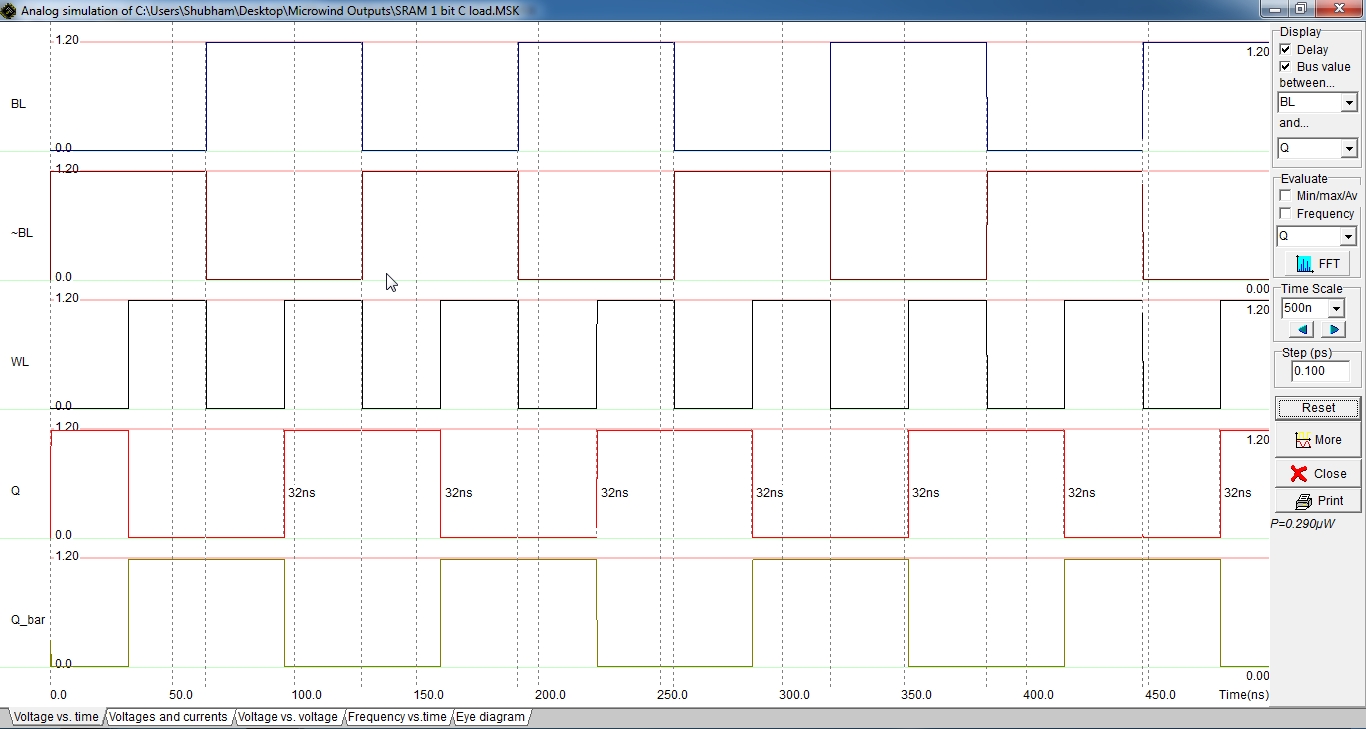 Analog simulation of C:\Users\Shubham\Desktop\Microwind Outputs\SRAM 1 bit C load.MSK
1.20
1.20
BL
0.0
1.20
~BL
0.0
0.00
1.20
1.20
WL
0.0
1.20
1.20
Q
32ns 32ns 32ns 32ns 32ns 32ns 32ns
0.0
1.20
Q_bar
0.0
0.00
0.0 50.0 100.0 150.0 200.0 250.0 300.0 350.0 400.0 450.0 Time(ns)
Voltage vs. time Voltages and currents Voltage vs. voltage Frequency vs.time Eye diagram
Display
Delay
Bus value
between...
BL
and...
Q
Evaluate
Min/max/Av
Frequency
Q
FFT
Time Scale
500n
Step (ps)
0.100
Reset
More
Close
Print
P=0.290µW